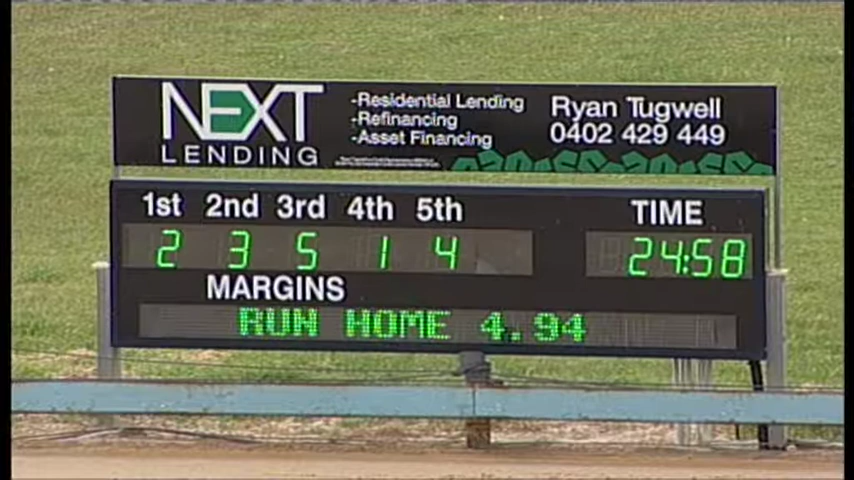 NEXT
LENDING
-Residential Lending
-Refinancing
-Asset Financing
Ryan Tugwell
0402 429 449
1st 2nd 3rd 4th 5th TIME
2 3 5 1 4 24:58
MARGINS
RUN HOME 4.94